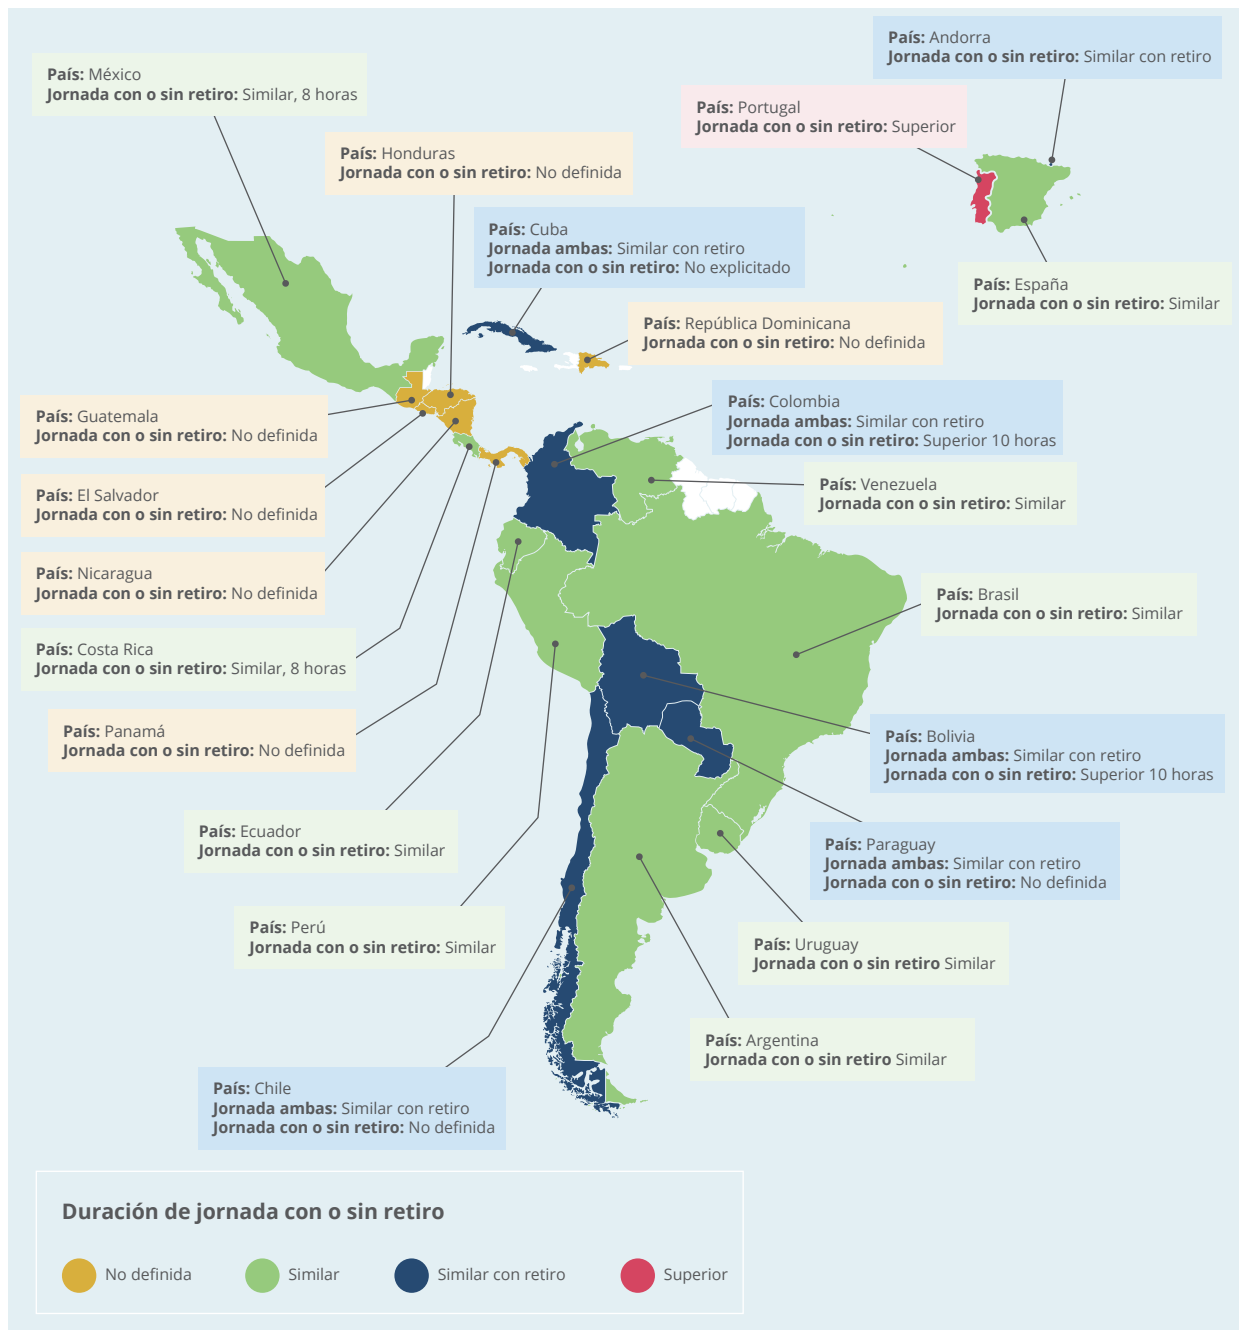 País: Andorra
Jornada con o sin retiro: Similar con retiro
País: México
Jornada con o sin retiro: Similar, 8 horas
País: Portugal
Jornada con o sin retiro: Superior
País: Honduras
Jornada con o sin retiro: No definida
País: Cuba
Jornada ambas: Similar con retiro
Jornada con o sin retiro: No explicitado
País: España
Jornada con o sin retiro: Similar
País: República Dominicana
Jornada con o sin retiro: No definida
País: Colombia
Jornada ambas: Similar con retiro
Jornada con o sin retiro: Superior 10 horas
País: Guatemala
Jornada con o sin retiro: No definida
País: Venezuela
Jornada con o sin retiro: Similar
País: El Salvador
Jornada con o sin retiro: No definida
País: Nicaragua
Jornada con o sin retiro: No definida
País: Brasil
Jornada con o sin retiro: Similar
País: Costa Rica
Jornada con o sin retiro: Similar, 8 horas
País: Panamá
Jornada con o sin retiro: No definida
País: Bolivia
Jornada ambas: Similar con retiro
Jornada con o sin retiro: Superior 10 horas
País: Ecuador
Jornada con o sin retiro: Similar
País: Paraguay
Jornada ambas: Similar con retiro
Jornada con o sin retiro: No definida
País: Perú
Jornada con o sin retiro: Similar
País: Uruguay
Jornada con o sin retiro Similar
País: Argentina
Jornada con o sin retiro Similar
País: Chile
Jornada ambas: Similar con retiro
Jornada con o sin retiro: No definida
Duración de jornada con o sin retiro
No definida
Similar
Similar con retiro
Superior